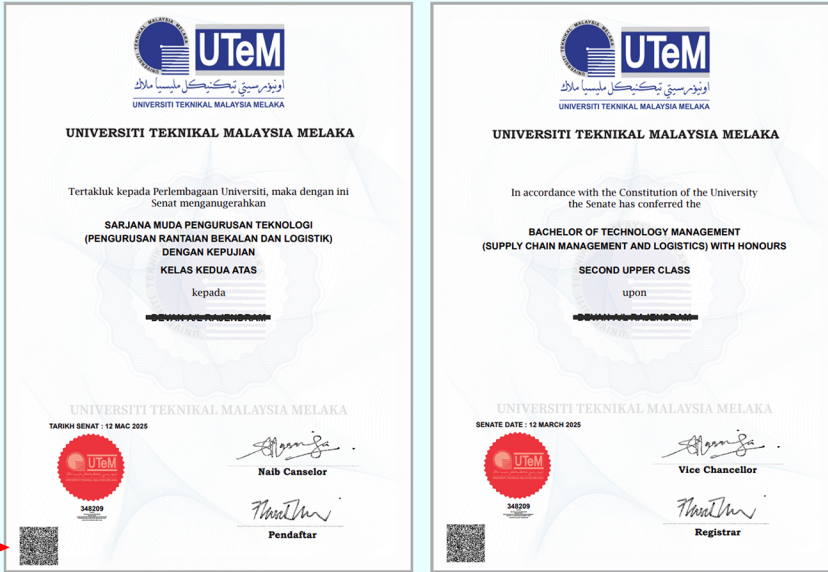 UTeM
اونيۏرسيتي تيكنيكل مليسيا ملاك
UNIVERSITI TEKNIKAL MALAYSIA MELAKA
UNIVERSITI TEKNIKAL MALAYSIA MELAKA
Tertakluk kepada Perlembagaan Universiti, maka dengan ini
Senat menganugerahkan
SARJANA MUDA PENGURUSAN TEKNOLOGI
(PENGURUSAN RANTAIAN BEKALAN DAN LOGISTIK)
DENGAN KEPUJIAN
KELAS KEDUA ATAS
kepada
UNIVERSITI TEKNIKAL MALAYSIA MELAKA
TARIKH SENAT : 12 MAC 2025
UTeM
348209
Naib Canselor
Pendaftar
UTeM
اونيۏرسيتي تيكنيكل مليسيا ملاك
UNIVERSITI TEKNIKAL MALAYSIA MELAKA
UNIVERSITI TEKNIKAL MALAYSIA MELAKA
In accordance with the Constitution of the University
the Senate has conferred the
BACHELOR OF TECHNOLOGY MANAGEMENT
(SUPPLY CHAIN MANAGEMENT AND LOGISTICS) WITH HONOURS
SECOND UPPER CLASS
upon
UNIVERSITI TEKNIKAL MALAYSIA MELAKA
SENATE DATE : 12 MARCH 2025
UTeM
348209
Vice Chancellor
Registrar